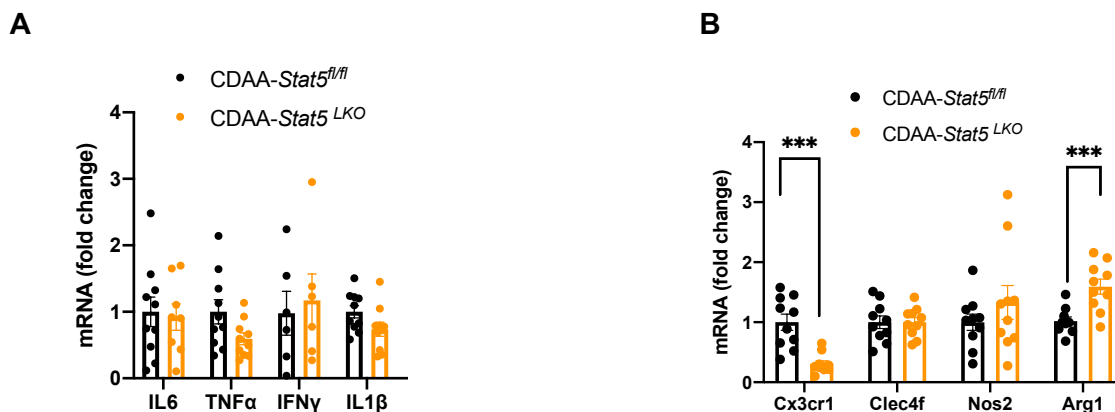 A
CDAA-Stat5fl/fl
CDAA-Stat5 LKO
mRNA (fold change)
4
3
2
1
0
IL6 TNFα IFNγ IL1β
B
CDAA-Stat5fl/fl
CDAA-Stat5 LKO
mRNA (fold change)
4
3
2
1
0
*** ***
Cx3cr1 Clec4f Nos2 Arg1